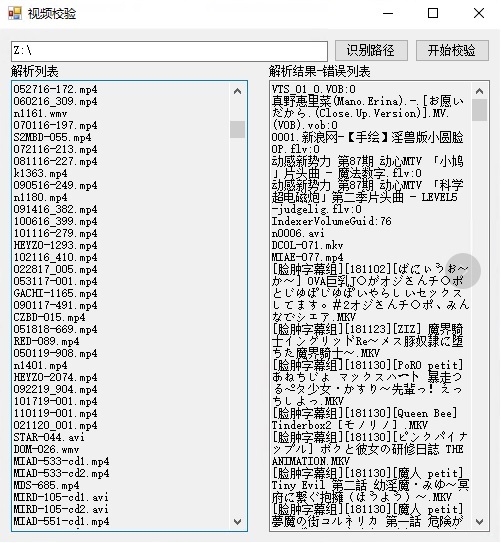 视频校验
Z:\
识别路径
开始校验
解析列表
052716-172.mp4
060216_309.mp4
n1161.wmv
070116-197.mp4
S2MBD-055.mp4
072116-213.mp4
081116-227.mp4
k1363.mp4
090516-249.mp4
n1180.mp4
091416_382.mp4
100616_399.mp4
101116-279.mp4
HEYZO-1293.mp4
102116_410.mp4
022817_005.mp4
053117-001.mp4
GACHI-1165.mp4
090117-491.mp4
CZBD-015.mp4
051818-669.mp4
RED-089.mp4
050119-908.mp4
n1401.mp4
HEYZO-2074.mp4
092219_904.mp4
101719-001.mp4
110119-001.mp4
021120_001.mp4
STAR-044.avi
DOM-026.wmv
MIAD-533-cd1.mp4
MIAD-533-cd2.mp4
MDS-685.mp4
MIRD-105-cd1.avi
MIRD-105-cd2.avi
MIAD-551-cd1.mp4
解析结果-错误列表
VTS_01_0.VOB:0
真野惠里菜(Mano.Erina).-.[お愿い
だから.(Close.Up.Version)].MV.
(VOB).vob:0
0001.新浪网-【手绘】淫兽版小圆脸
OP.flv:0
动感新势力 第87期 动心MTV 「小鸠
」片头曲 - 魔法数字.flv:0
动感新势力 第87期 动心MTV 「科学
超电磁炮」第二季片头曲 - LEVEL5
-judgelig.flv:0
IndexerVolumeGuid:76
n0006.avi
DCOL-071.mkv
MIAE-077.mp4
[脸肿字幕组][181102][ばにぃうぉ～
か～] OVA巨乳J○がオジさんチ○ポ
とじゅぽじゅぽいやらしいセックス
してます。#2オジさんチ○ポ、みん
なでシェア.MKV
[脸肿字幕组][181123][ZIZ] 魔界騎
士イングリッドRe～メス豚奴隷に堕
ちた魔界騎士～.MKV
[脸肿字幕组][181130][PoRO petit]
あねちじょ マックスハート 暴走つ
るぺタ少女・かすり～先輩っ!えっ
ちしよっ.MKV
[脸肿字幕组][181130][Queen Bee]
Tinderbox2 [モノリノ] .MKV
[脸肿字幕组][181130][ピンクパイナ
ップル] ボクと彼女の研修日誌 THE
ANIMATION.MKV
[脸肿字幕组][181130][魔人 petit]
Tiny Evil 第二話 幼淫魔・みゆ～冥
府に繋ぐ抱擁（ほうよう）～.MKV
[脸肿字幕组][181130][魔人 petit]
夢魔の街コルネリカ 第一話 危険が